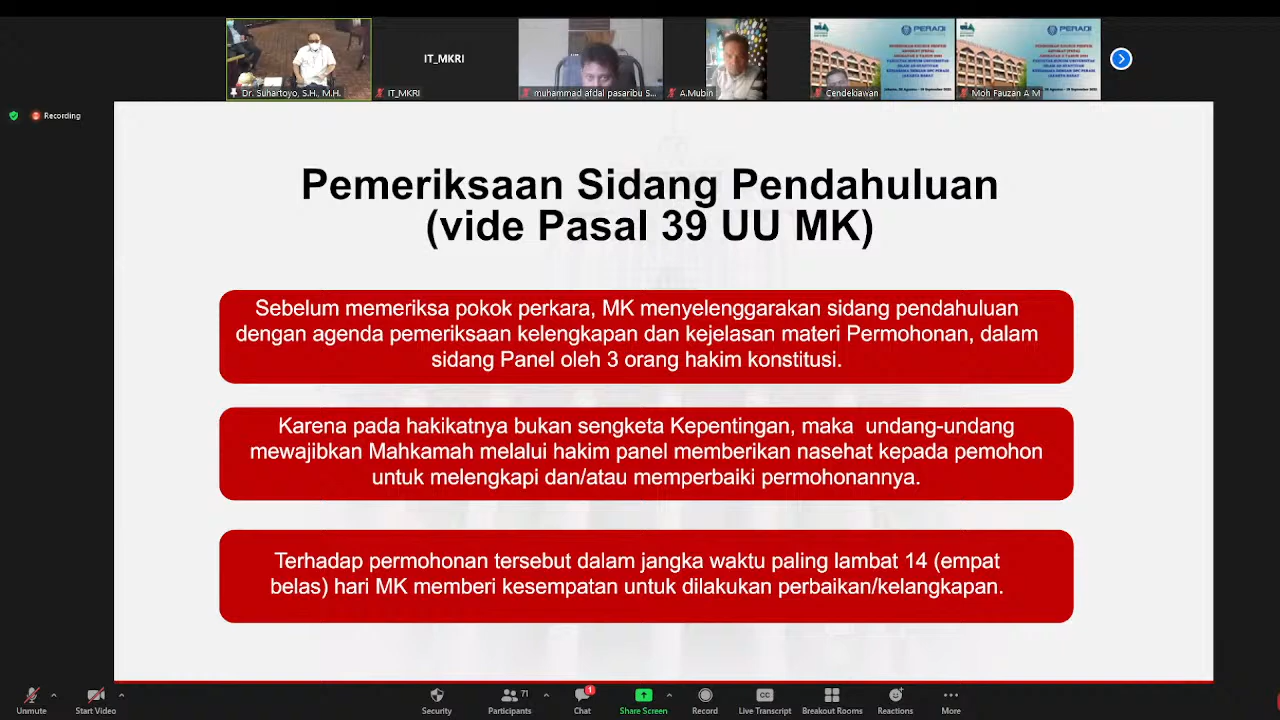 IT_MKRI
Dr. Suhartoyo, S.H., M.H.
IT_MKRI
muhammad afdal pasaribu S...
A.Mubin
Cendekiawan
Moh Fauzan A M
PERADI
PERADI
Recording
Pemeriksaan Sidang Pendahuluan
(vide Pasal 39 UU MK)
Sebelum memeriksa pokok perkara, MK menyelenggarakan sidang pendahuluan
dengan agenda pemeriksaan kelengkapan dan kejelasan materi Permohonan, dalam
sidang Panel oleh 3 orang hakim konstitusi.
Karena pada hakikatnya bukan sengketa Kepentingan, maka undang-undang
mewajibkan Mahkamah melalui hakim panel memberikan nasehat kepada pemohon
untuk melengkapi dan/atau memperbaiki permohonannya.
Terhadap permohonan tersebut dalam jangka waktu paling lambat 14 (empat
belas) hari MK memberi kesempatan untuk dilakukan perbaikan/kelangkapan.
Unmute
Start Video
Security
71
Participants
1
Chat
Share Screen
Record
CC
Live Transcript
Breakout Rooms
Reactions
More